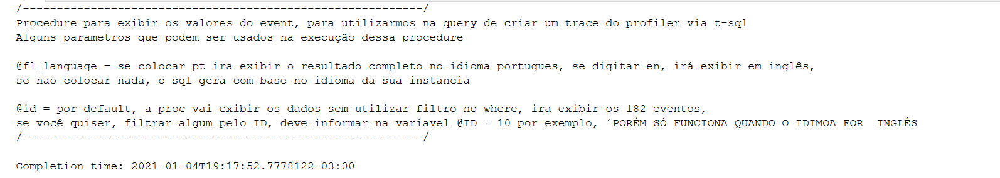 /-----------------------------------------------------------/
Procedure para exibir os valores do event, para utilizarmos na query de criar um trace do profiler via t-sql
Alguns parametros que podem ser usados na execução dessa procedure
@fl_language = se colocar pt ira exibir o resultado completo no idioma portugues, se digitar en, irá exibir em inglês,
se nao colocar nada, o sql gera com base no idioma da sua instancia
@id = por default, a proc vai exibir os dados sem utilizar filtro no where, ira exibir os 182 eventos,
se você quiser, filtrar algum pelo ID, deve informar na variavel @ID = 10 por exemplo, ´PORÉM SÓ FUNCIONA QUANDO O IDIMOA FOR  INGLÊS
/-----------------------------------------------------------/
Completion time: 2021-01-04T19:17:52.7778122-03:00